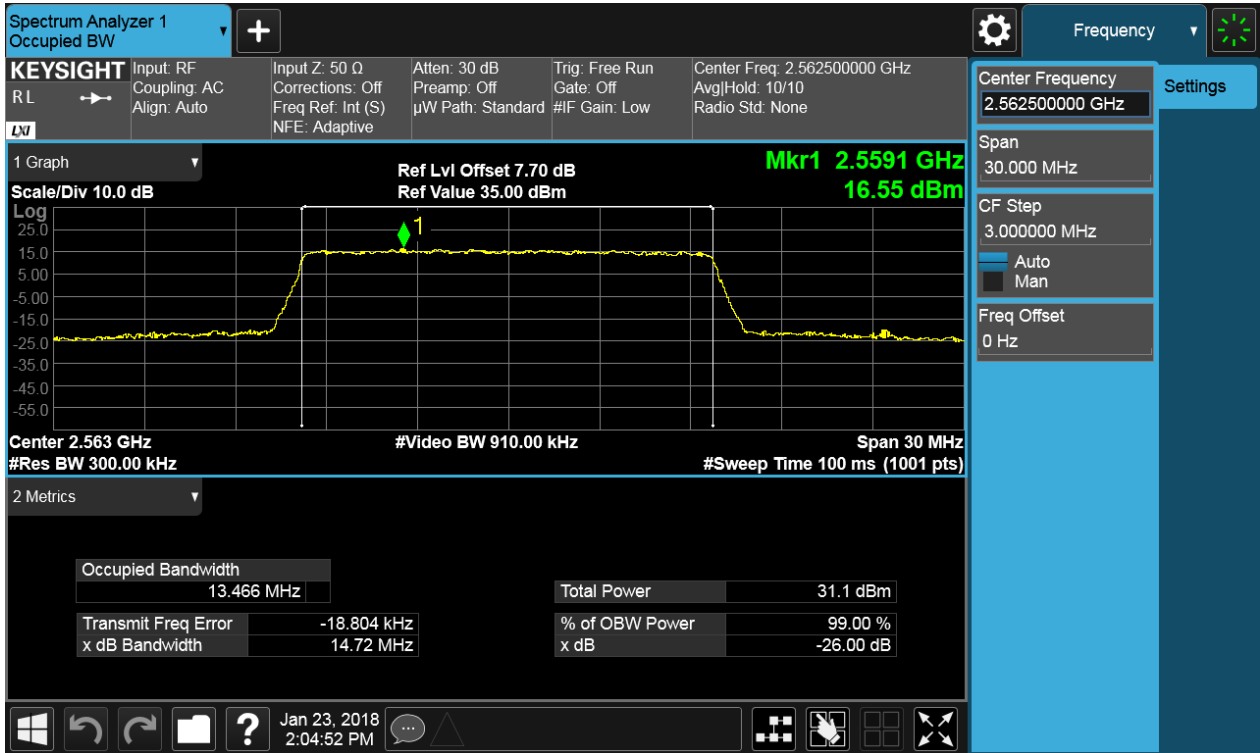 Spectrum Analyzer 1
Occupied BW
+
Frequency
KEYSIGHT
RL
LXI
Input: RF
Coupling: AC
Align: Auto
Input Z: 50 Ω
Corrections: Off
Freq Ref: Int (S)
NFE: Adaptive
Atten: 30 dB
Preamp: Off
µW Path: Standard
Trig: Free Run
Gate: Off
#IF Gain: Low
Center Freq: 2.562500000 GHz
Avg|Hold: 10/10
Radio Std: None
Center Frequency
2.562500000 GHz
Settings
Span
30.000 MHz
CF Step
3.000000 MHz
Auto
Man
Freq Offset
0 Hz
1 Graph
Scale/Div 10.0 dB
Ref Lvl Offset 7.70 dB
Ref Value 35.00 dBm
Mkr1 2.5591 GHz
16.55 dBm
Log
25.0
15.0
5.00
-5.00
-15.0
-25.0
-35.0
-45.0
-55.0
1
Center 2.563 GHz
#Video BW 910.00 kHz
Span 30 MHz
#Res BW 300.00 kHz
#Sweep Time 100 ms (1001 pts)
2 Metrics
Occupied Bandwidth
13.466 MHz
Total Power 31.1 dBm
Transmit Freq Error -18.804 kHz
% of OBW Power 99.00 %
x dB Bandwidth 14.72 MHz
x dB -26.00 dB
?
Jan 23, 2018
2:04:52 PM